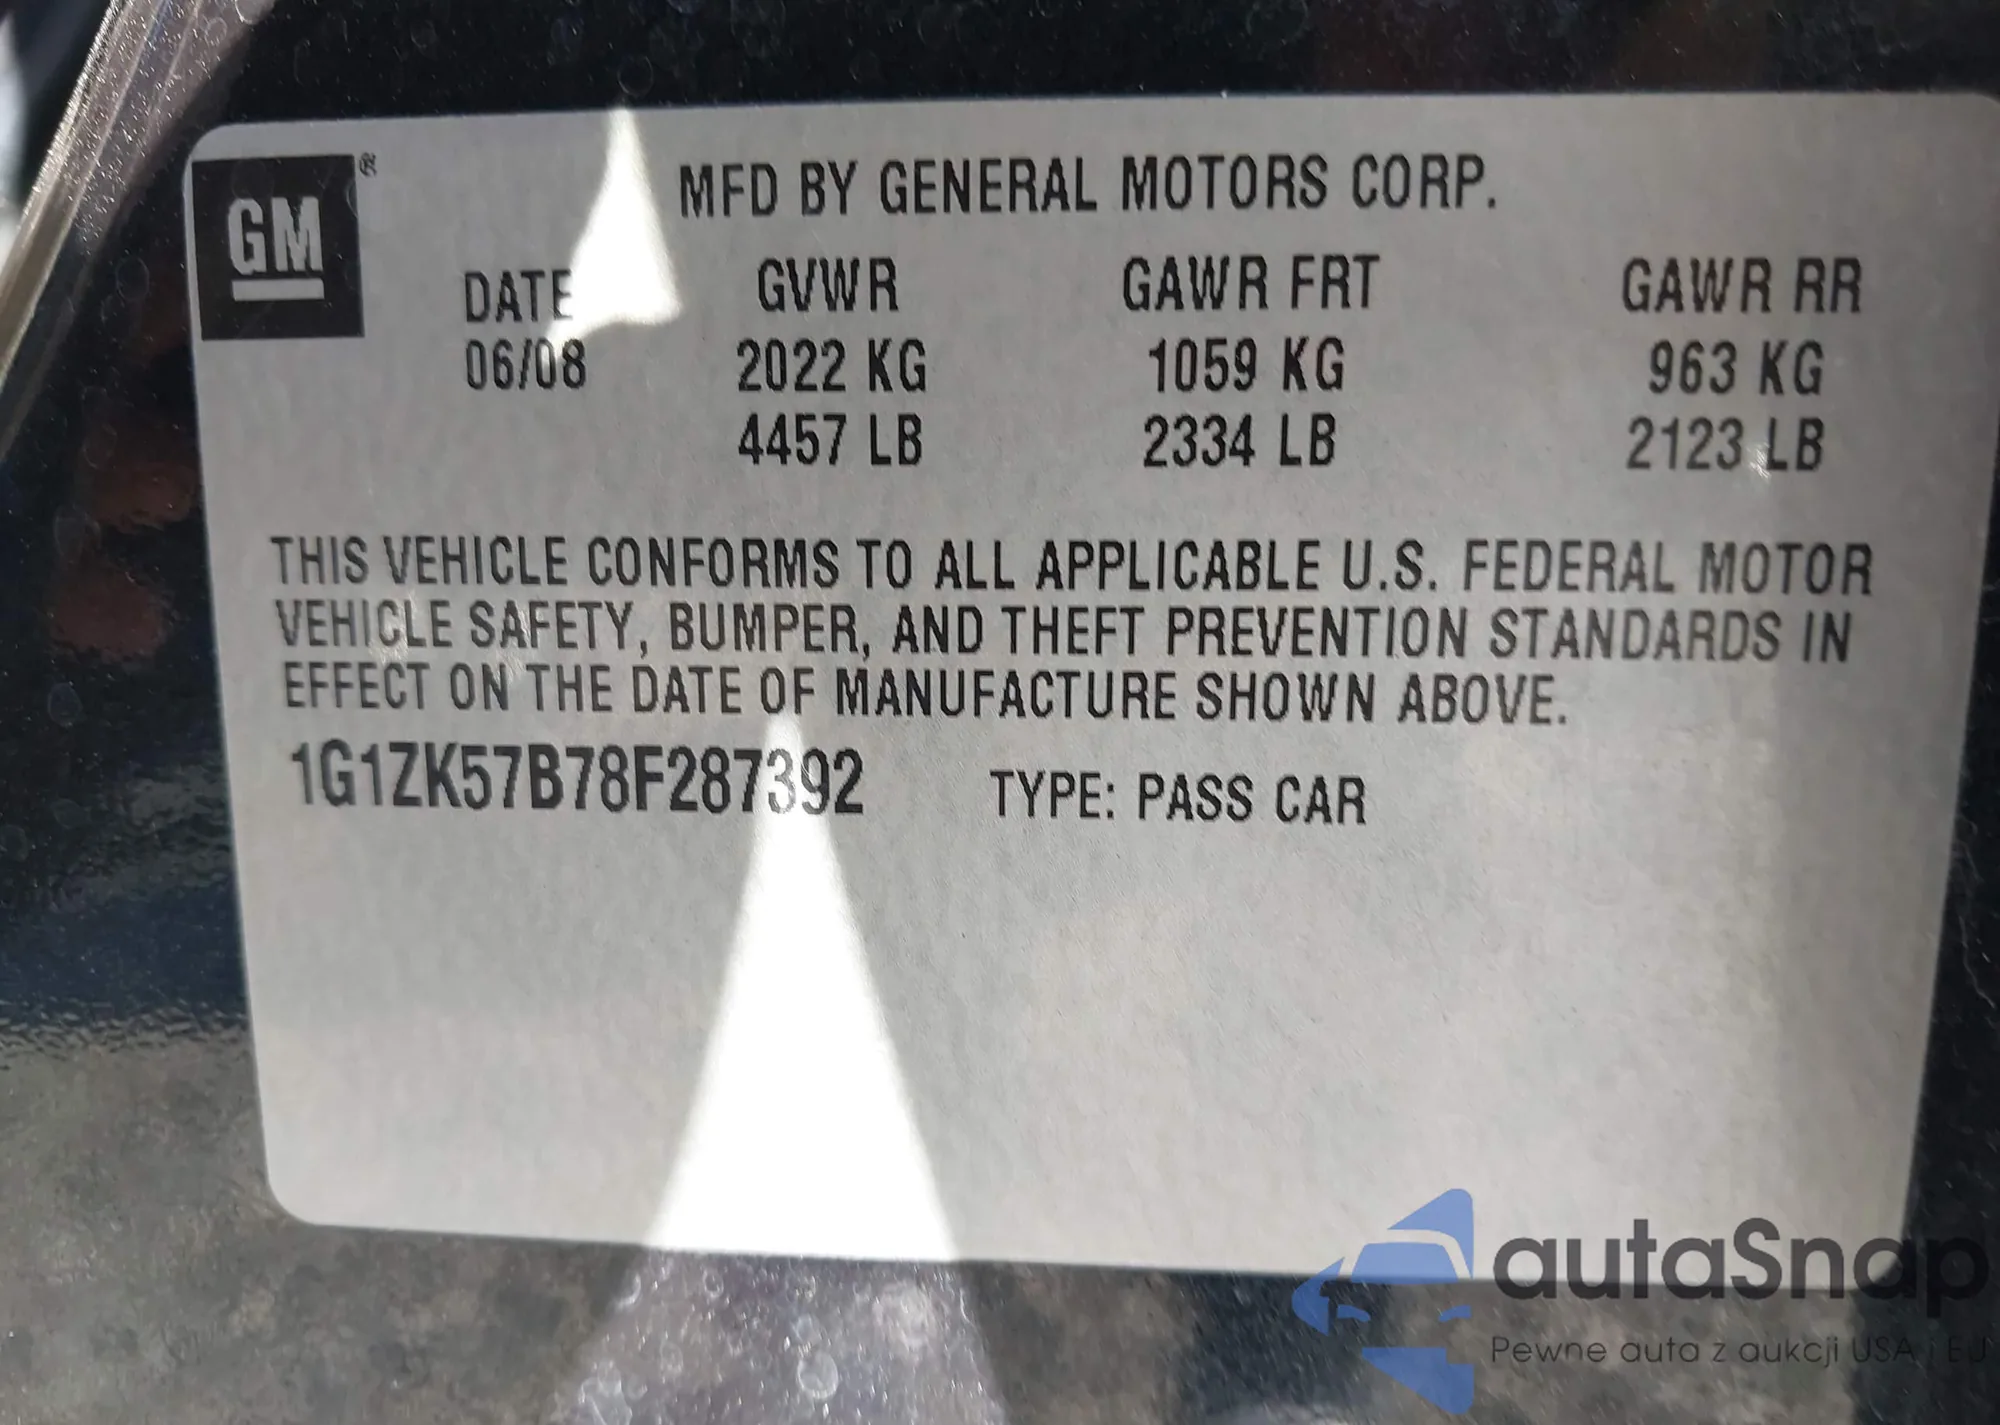 GM ®
MFD BY GENERAL MOTORS CORP.
DATE GVWR GAWR FRT GAWR RR
06/08 2022 KG 1059 KG 963 KG
4457 LB 2334 LB 2123 LB
THIS VEHICLE CONFORMS TO ALL APPLICABLE U.S. FEDERAL MOTOR
VEHICLE SAFETY, BUMPER, AND THEFT PREVENTION STANDARDS IN
EFFECT ON THE DATE OF MANUFACTURE SHOWN ABOVE.
1G1ZK57B78F287392 TYPE: PASS CAR
autaSnap
Pewne auta z aukcji USA i EU